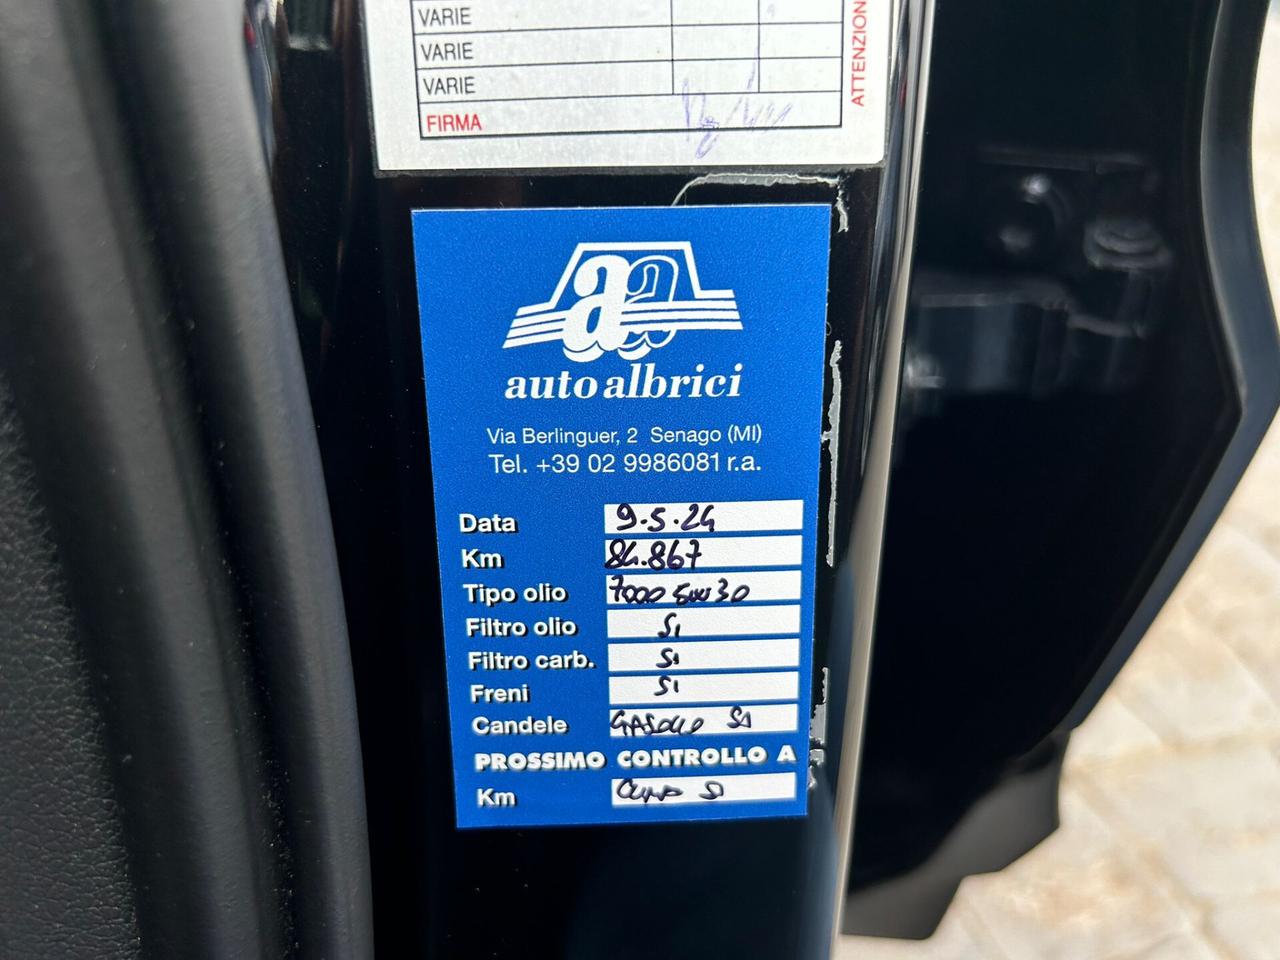 VARIE
VARIE
VARIE
FIRMA
ATTENZION
auto albrici
Via Berlinguer, 2 Senago (MI)
Tel. +39 02 9986081 r.a.
Data 9.5.24
Km 84.867
Tipo olio 7000 5W30
Filtro olio SI
Filtro carb. SI
Freni SI
Candele GASOLIO SI
PROSSIMO CONTROLLO A
Km